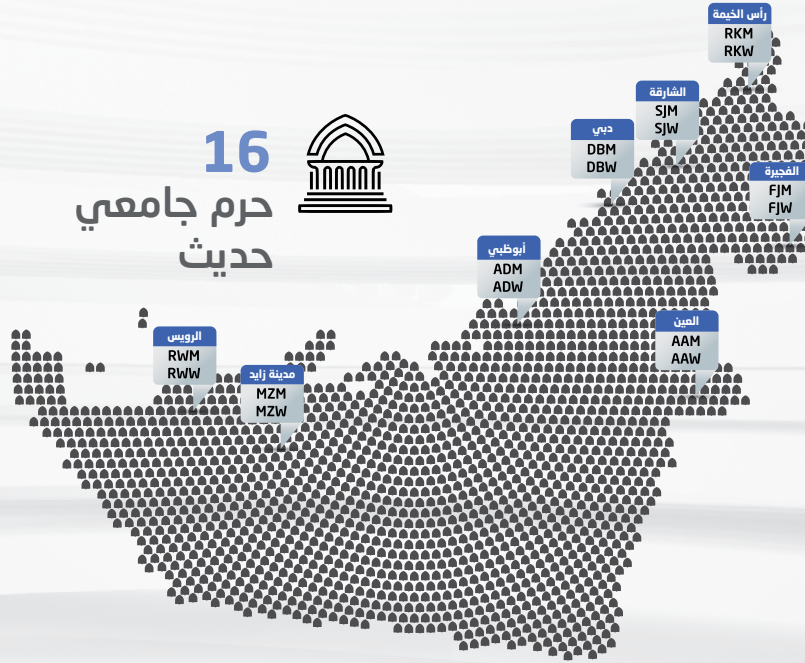 رأس الخيمة
RKM
RKW
الشارقة
SJM
SJW
دبي
DBM
DBW
16
حرم جامعي
حديث
الفجيرة
FJM
FJW
أبوظبي
ADM
ADW
العين
AAM
AAW
الرويس
RWM
RWW
مدينة زايد
MZM
MZW